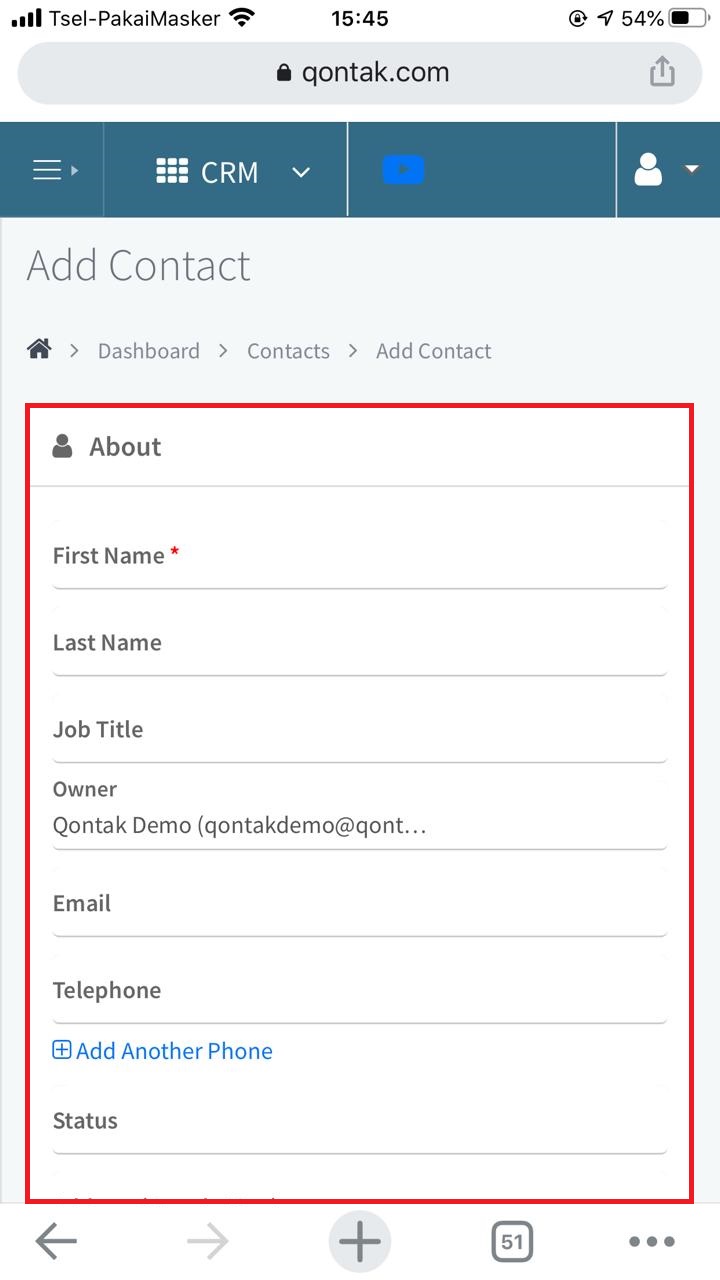 Tsel-PakaiMasker 15:45 54%
qontak.com
CRM
Add Contact
Dashboard Contacts Add Contact
About
First Name *
Last Name
Job Title
Owner
Qontak Demo (qontakdemo@qont...
Email
Telephone
Add Another Phone
Status
51